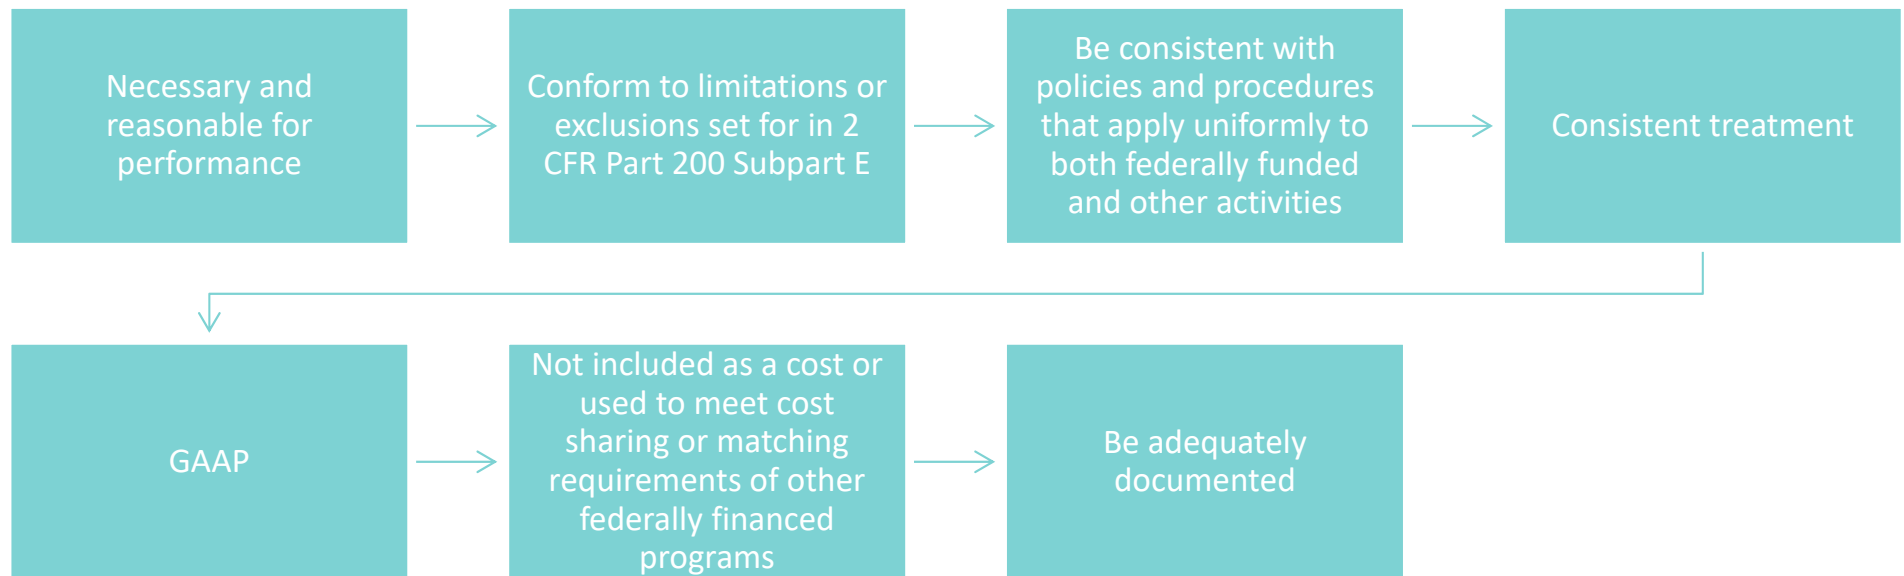 Necessary and
reasonable for
performance
Conform to limitations or
exclusions set for in 2
CFR Part 200 Subpart E
Be consistent with
policies and procedures
that apply uniformly to
both federally funded
and other activities
Consistent treatment
GAAP
Not included as a cost or
used to meet cost
sharing or matching
requirements of other
federally financed
programs
Be adequately
documented